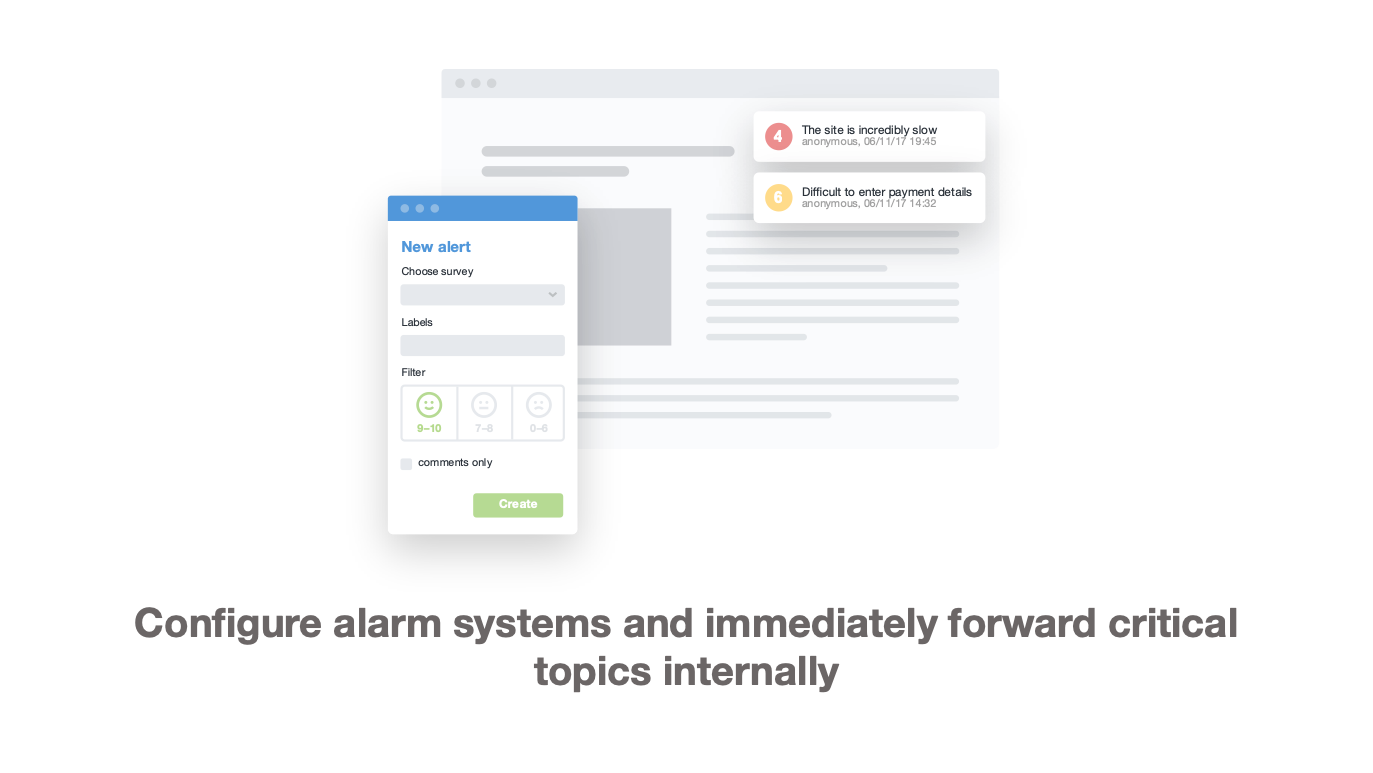 4
The site is incredibly slow
anonymous, 06/11/17 19:45
6
Difficult to enter payment details
anonymous, 06/11/17 14:32
New alert
Choose survey
Labels
Filter
9–10 7–8 0–6
comments only
Create
Configure alarm systems and immediately forward critical
topics internally